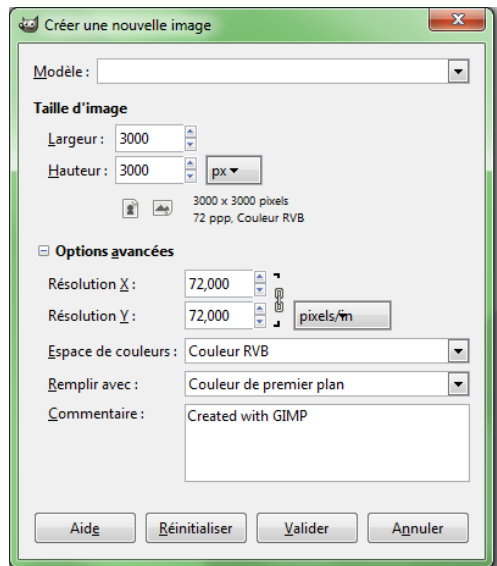 Créer une nouvelle image
Modèle :
Taille d'image
Largeur : 3000
Hauteur : 3000 px
3000 x 3000 pixels
72 ppp, Couleur RVB
Options avancées
Résolution X : 72,000
Résolution Y : 72,000 pixels/in
Espace de couleurs : Couleur RVB
Remplir avec : Couleur de premier plan
Commentaire : Created with GIMP
Aide Réinitialiser Valider Annuler